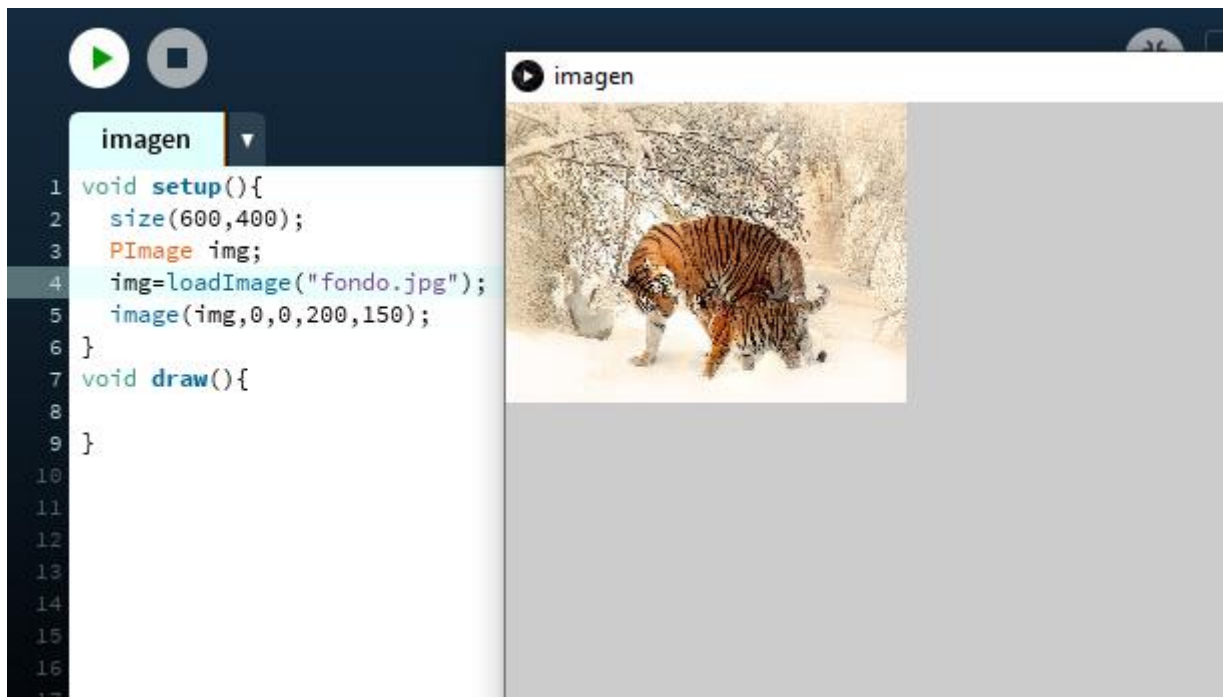 imagen
imagen
1 void setup(){
2 size(600,400);
3 PImage img;
4 img=loadImage("fondo.jpg");
5 image(img,0,0,200,150);
6 }
7 void draw(){
8
9 }
10
11
12
13
14
15
16